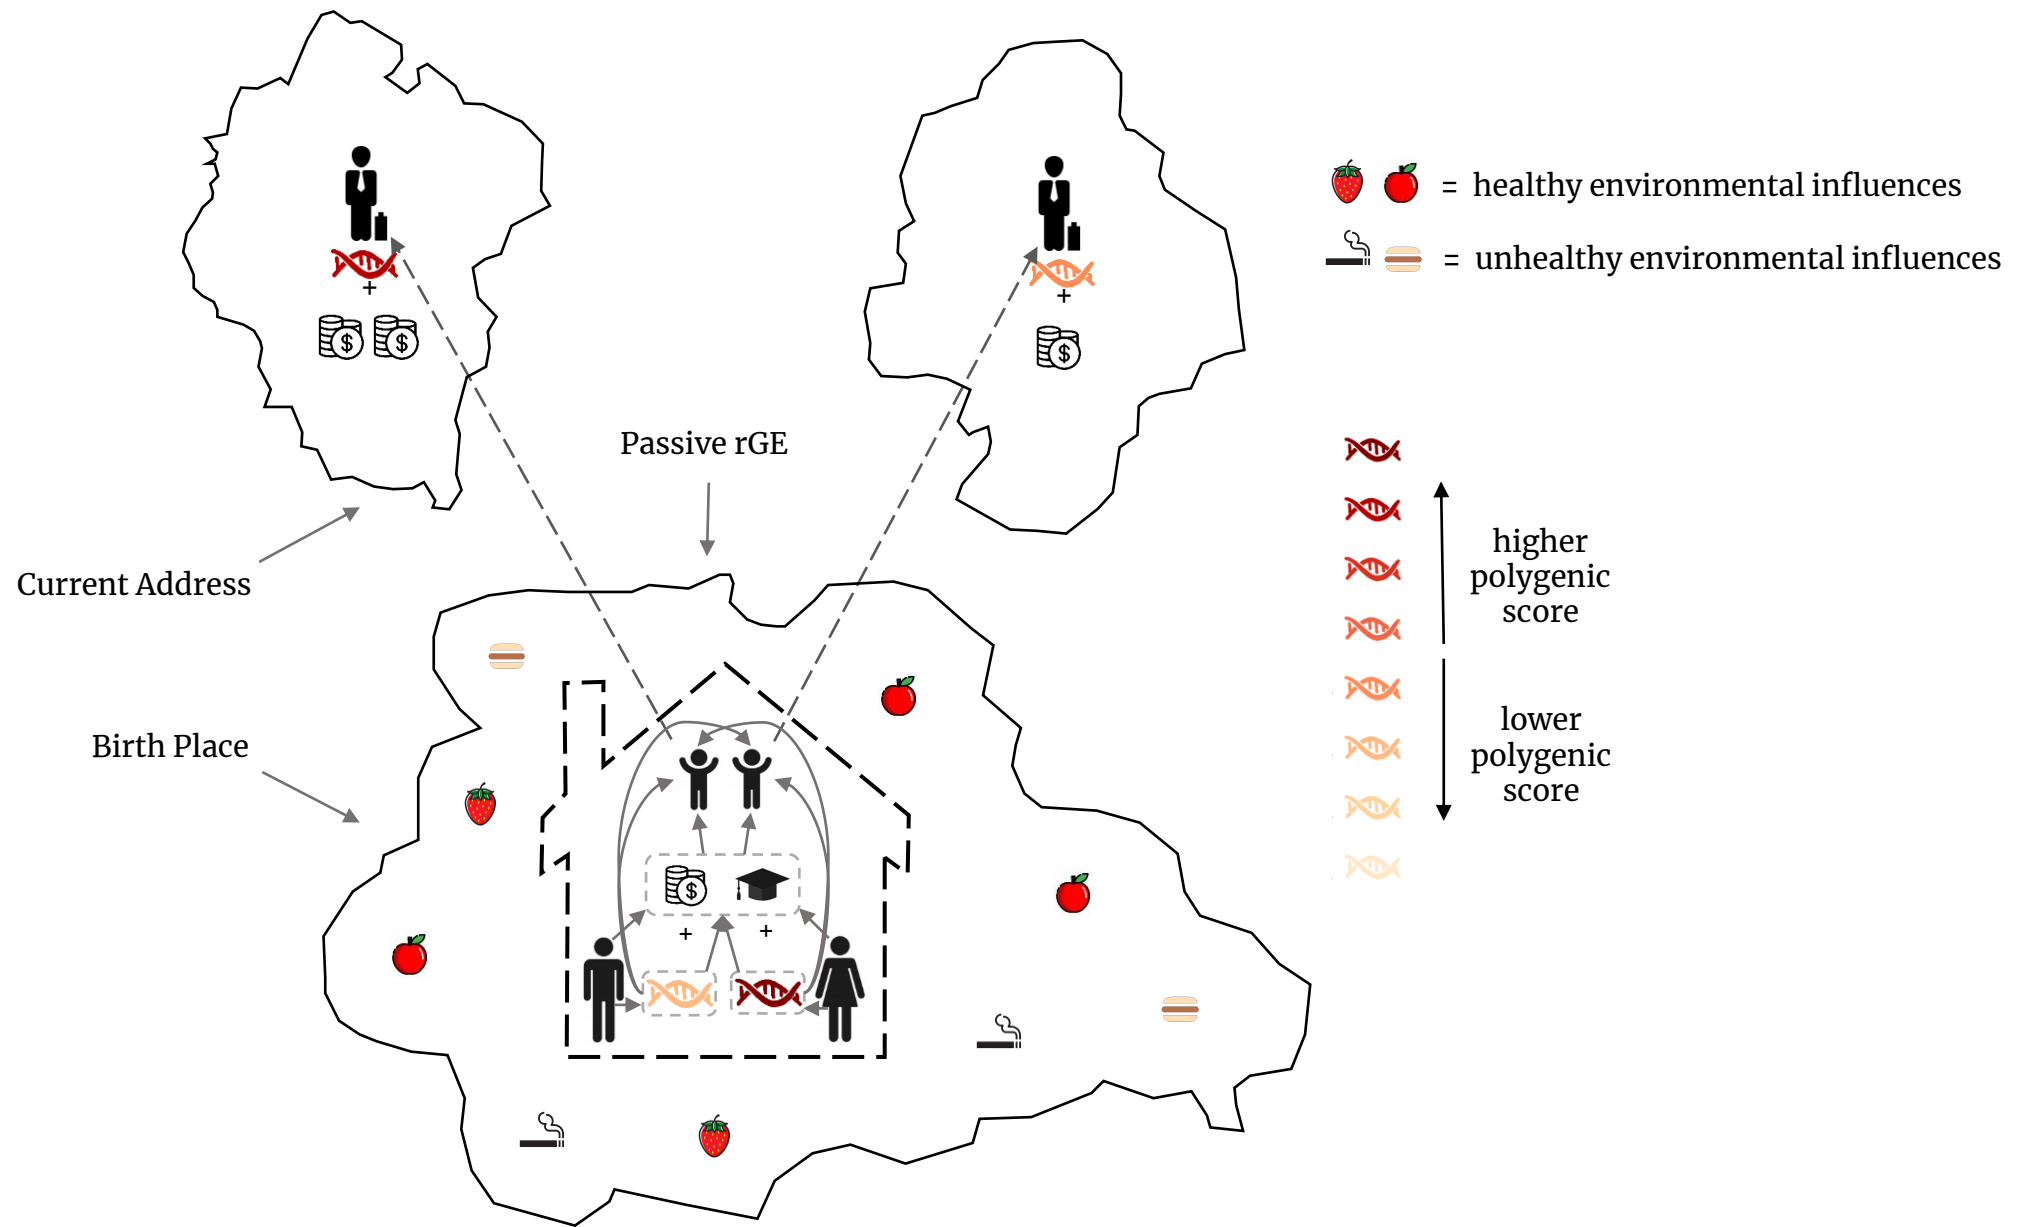 = healthy environmental influences
= unhealthy environmental influences
+
$ $
+
$
Passive rGE
Current Address
higher
polygenic
score
Birth Place
lower
polygenic
score
$
+ +